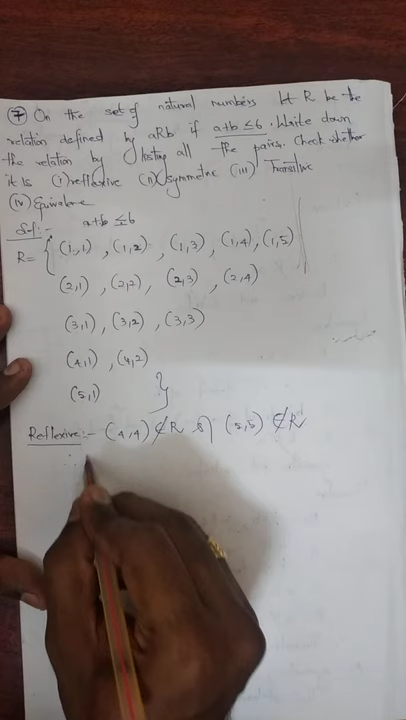 7 On the set of natural numbers let R be the
relation defined by aRb if a+b ≤ 6. Write down
the relation by listing all the pairs. Check whether
it is (i) reflexive (ii) symmetric (iii) Transitive
(iv) Equivalence
Sol:- a+b ≤ 6
R = { (1,1), (1,2), (1,3), (1,4), (1,5)
(2,1), (2,2), (2,3), (2,4)
(3,1), (3,2), (3,3)
(4,1), (4,2)
(5,1) }
Reflexive:- (4,4) ∉ R (5,5) ∉ R